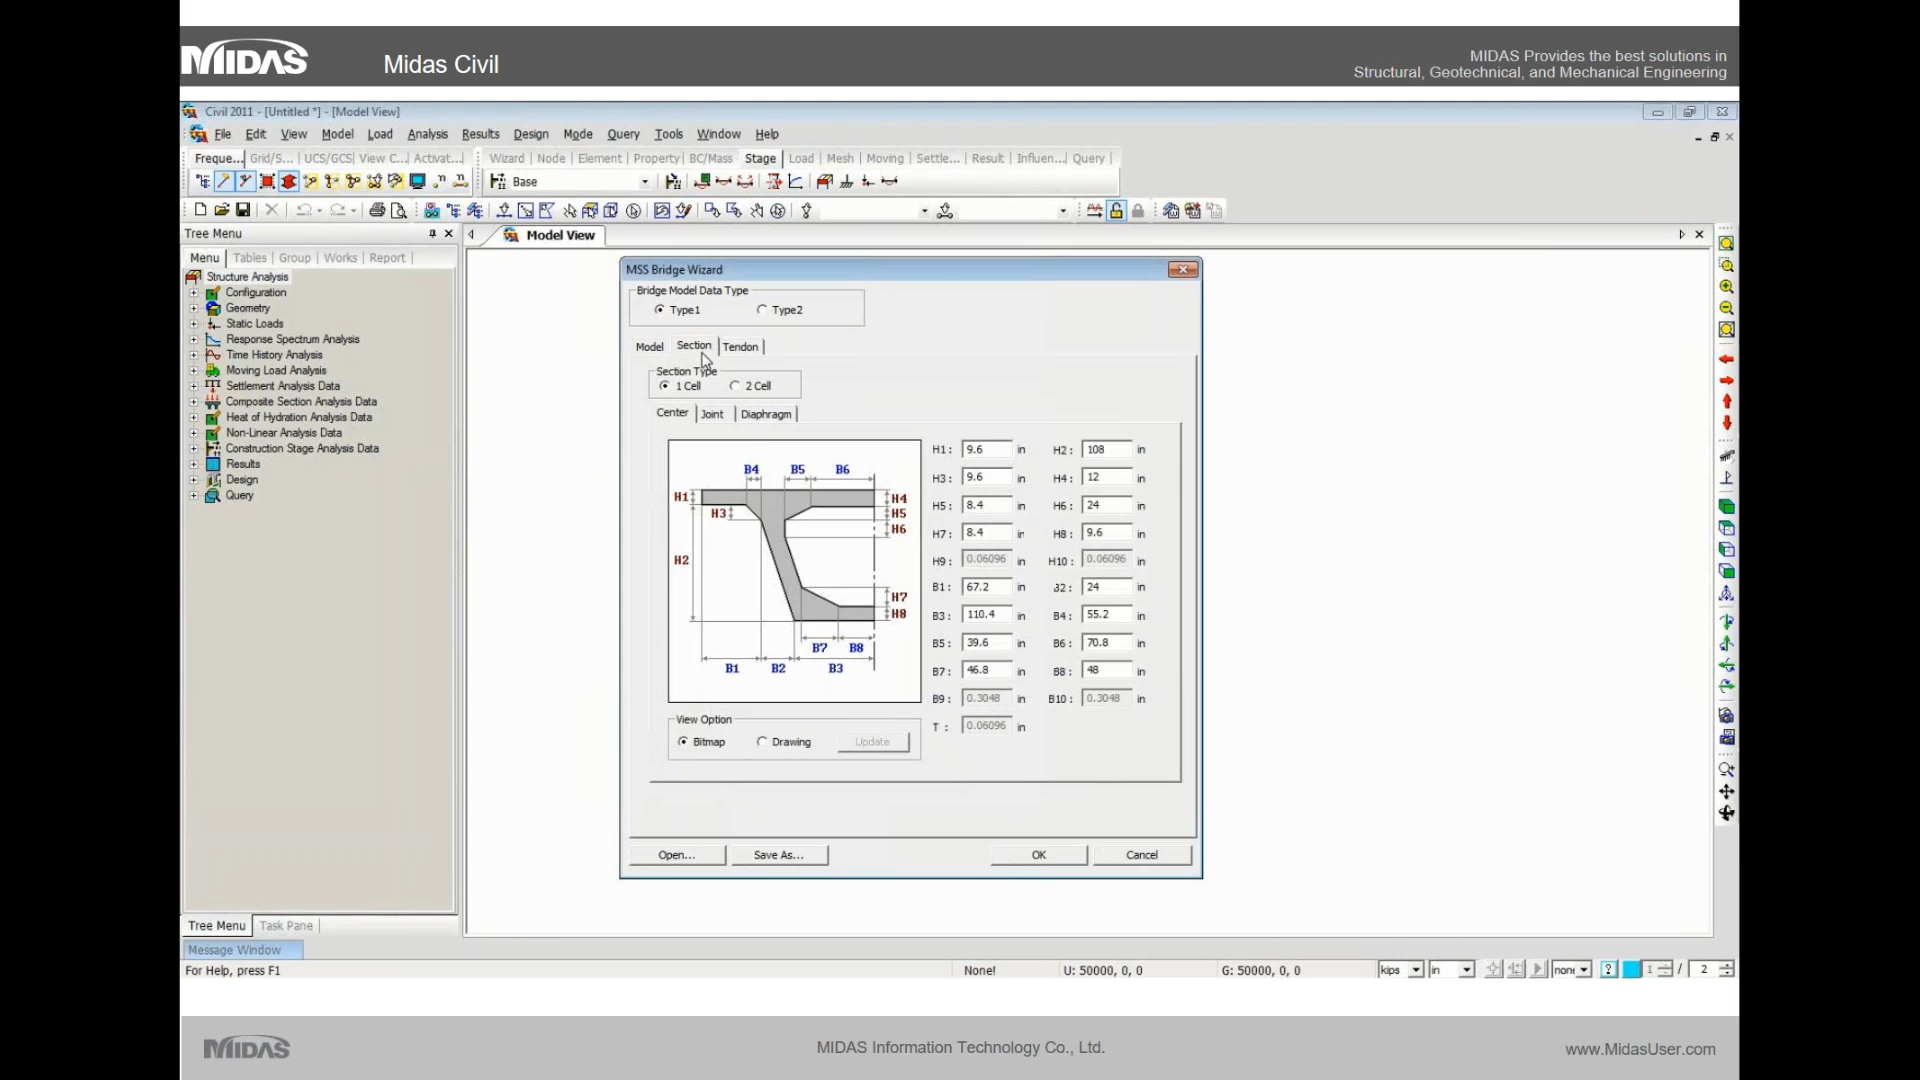 MIDAS
Midas Civil
MIDAS Provides the best solutions in
Structural, Geotechnical, and Mechanical Engineering
Civil 2011 - [Untitled *] - [Model View]
File Edit View Model Load Analysis Results Design Mode Query Tools Window Help
Freque... Grid/S... UCS/GCS View C... Activat... Wizard Node Element Property BC/Mass Stage Load Mesh Moving Settle... Result Influen... Query
Base
Tree Menu
Model View
Menu Tables Group Works Report
Structure Analysis
Configuration
Geometry
Static Loads
Response Spectrum Analysis
Time History Analysis
Moving Load Analysis
Settlement Analysis Data
Composite Section Analysis Data
Heat of Hydration Analysis Data
Non-Linear Analysis Data
Construction Stage Analysis Data
Results
Design
Query
MSS Bridge Wizard
Bridge Model Data Type
Type1 Type2
Model Section Tendon
Section Type
1 Cell 2 Cell
Center Joint Diaphragm
B4 B5 B6
H1 H4
H3 H5
H6
H2
H7
H8
B7 B8
B1 B2 B3
H1 : 9.6 in H2 : 108 in
H3 : 9.6 in H4 : 12 in
H5 : 8.4 in H6 : 24 in
H7 : 8.4 in H8 : 9.6 in
H9 : 0.06096 in H10 : 0.06096 in
B1 : 67.2 in B2 : 24 in
B3 : 110.4 in B4 : 55.2 in
B5 : 39.6 in B6 : 70.8 in
B7 : 46.8 in B8 : 48 in
B9 : 0.3048 in B10 : 0.3048 in
T : 0.06096 in
View Option
Bitmap Drawing Update
Open... Save As... OK Cancel
Tree Menu Task Pane
Message Window
For Help, press F1 None! U: 50000, 0, 0 G: 50000, 0, 0 kips in none ? 1 / 2
MIDAS
MIDAS Information Technology Co., Ltd.
www.MidasUser.com